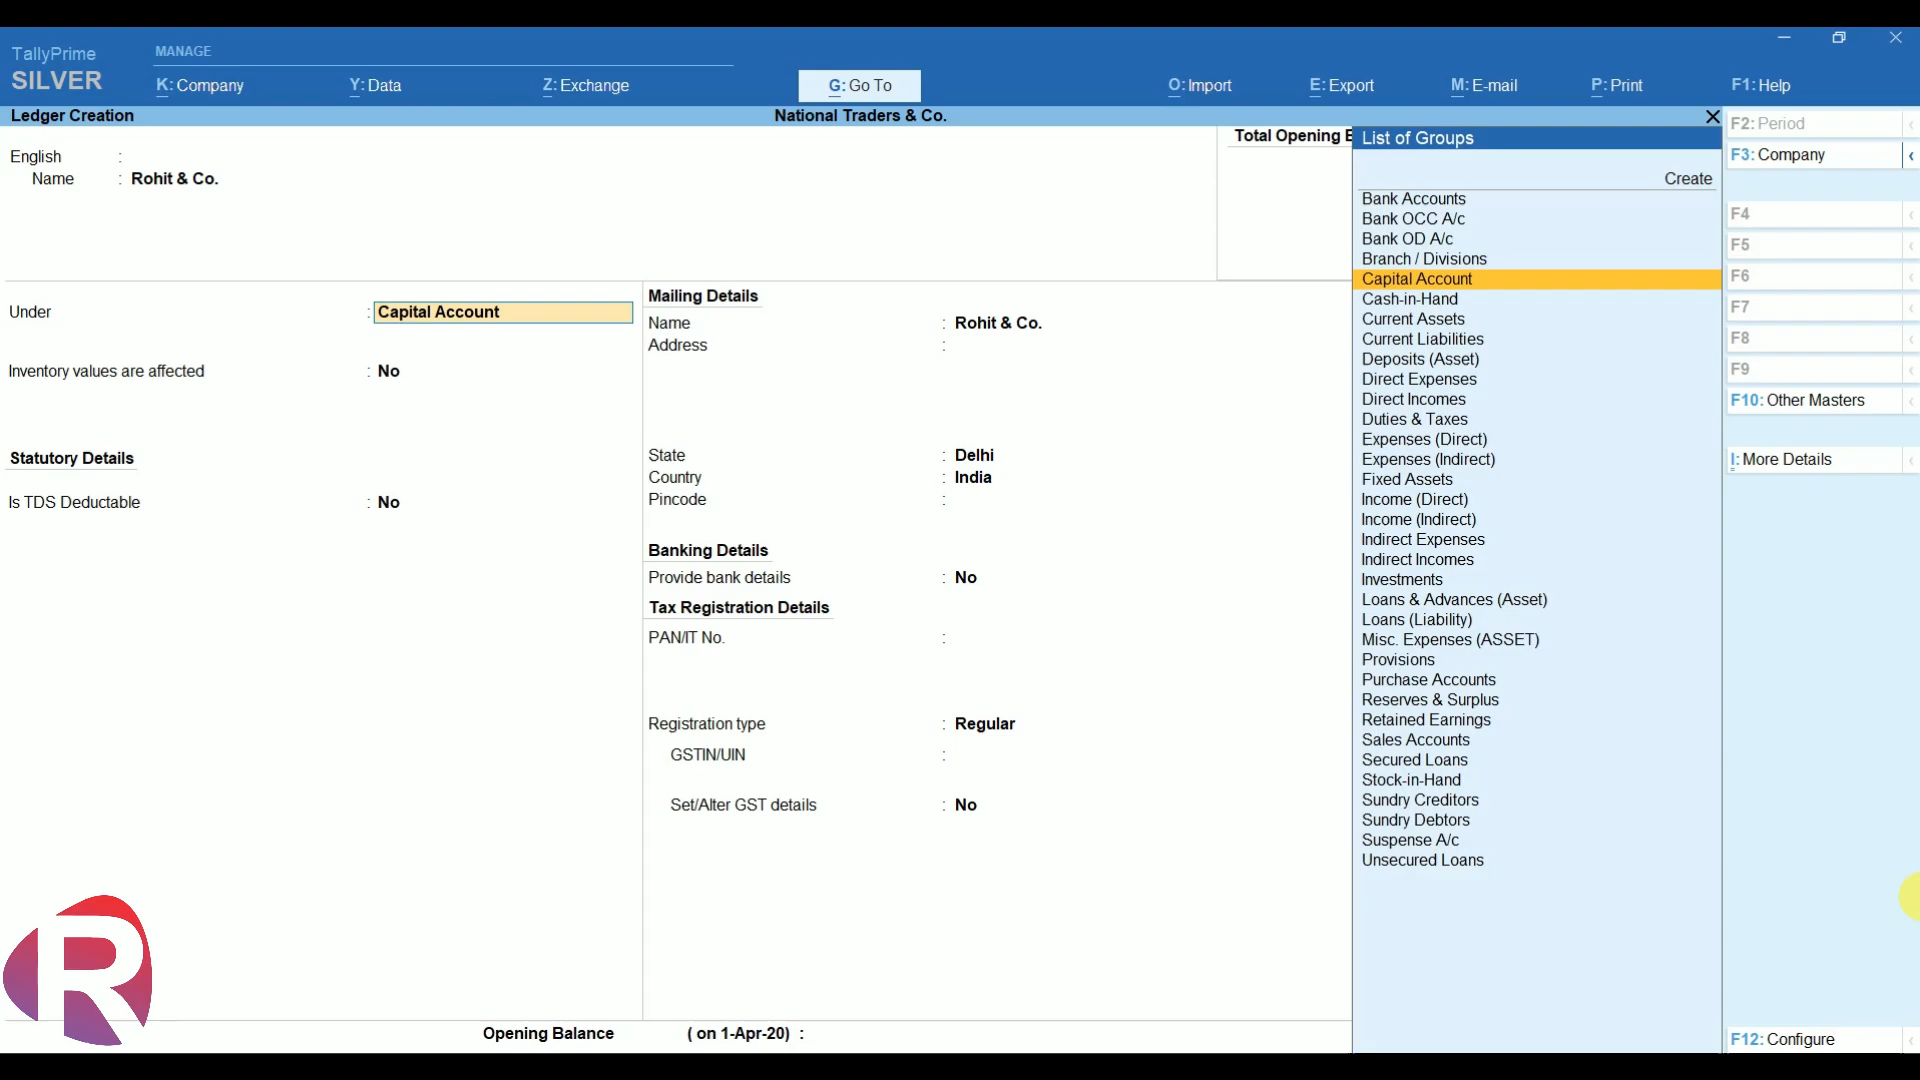 TallyPrime
SILVER
MANAGE
K: Company
Y: Data
Z: Exchange
G: Go To
O: Import
E: Export
M: E-mail
P: Print
F1: Help
Ledger Creation
National Traders & Co.
English :
Name : Rohit & Co.
Total Opening B
Under : Capital Account
Inventory values are affected : No
Statutory Details
Is TDS Deductable : No
Mailing Details
Name : Rohit & Co.
Address :
State : Delhi
Country : India
Pincode :
Banking Details
Provide bank details : No
Tax Registration Details
PAN/IT No. :
Registration type : Regular
GSTIN/UIN :
Set/Alter GST details : No
Opening Balance ( on 1-Apr-20) :
List of Groups
Create
Bank Accounts
Bank OCC A/c
Bank OD A/c
Branch / Divisions
Capital Account
Cash-in-Hand
Current Assets
Current Liabilities
Deposits (Asset)
Direct Expenses
Direct Incomes
Duties & Taxes
Expenses (Direct)
Expenses (Indirect)
Fixed Assets
Income (Direct)
Income (Indirect)
Indirect Expenses
Indirect Incomes
Investments
Loans & Advances (Asset)
Loans (Liability)
Misc. Expenses (ASSET)
Provisions
Purchase Accounts
Reserves & Surplus
Retained Earnings
Sales Accounts
Secured Loans
Stock-in-Hand
Sundry Creditors
Sundry Debtors
Suspense A/c
Unsecured Loans
F2: Period
F3: Company
F4
F5
F6
F7
F8
F9
F10: Other Masters
I: More Details
F12: Configure
R